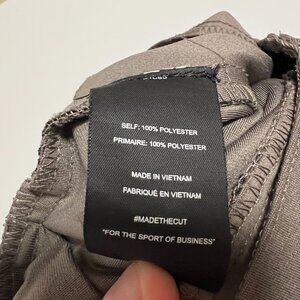 SELF: 100% POLYESTER
PRIMAIRE: 100% POLYESTER
MADE IN VIETNAM
FABRIQUÉ EN VIETNAM
#MADETHECUT
"FOR THE SPORT OF BUSINESS"